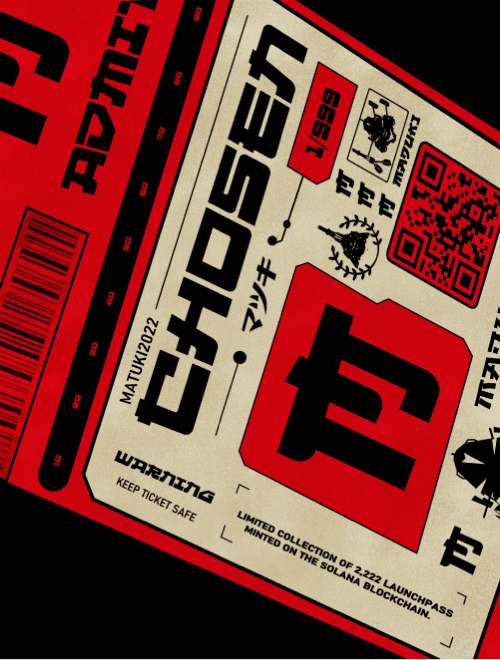 ADMIT
90
80
70
60
50
40
30
20
10
CHOSEN
マツキ
MATUKI2022
1/999
MATUKI
WARNING
KEEP TICKET SAFE
LIMITED COLLECTION OF 2,222 LAUNCHPASS
MINTED ON THE SOLANA BLOCKCHAIN.